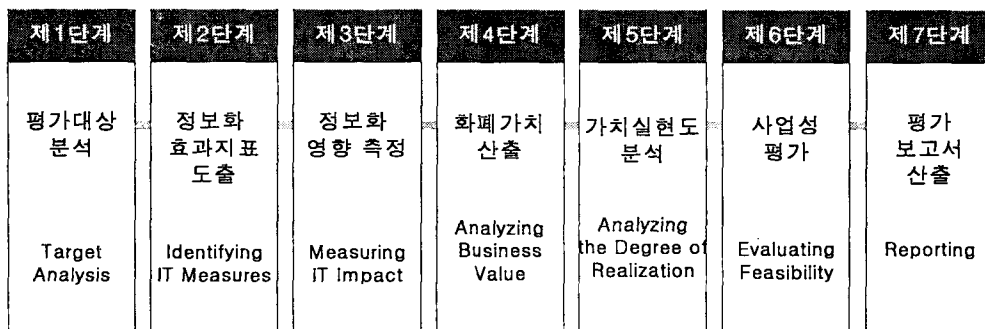 제1단계
평가대상
분석
Target
Analysis
제2단계
정보화
효과지표
도출
Identifying
IT Measures
제3단계
정보화
영향 측정
Measuring
IT Impact
제4단계
화폐가치
산출
Analyzing
Business
Value
제5단계
가치실현도
분석
Analyzing
the Degree of
Realization
제6단계
사업성
평가
Evaluating
Feasibility
제7단계
평가
보고서
산출
Reporting